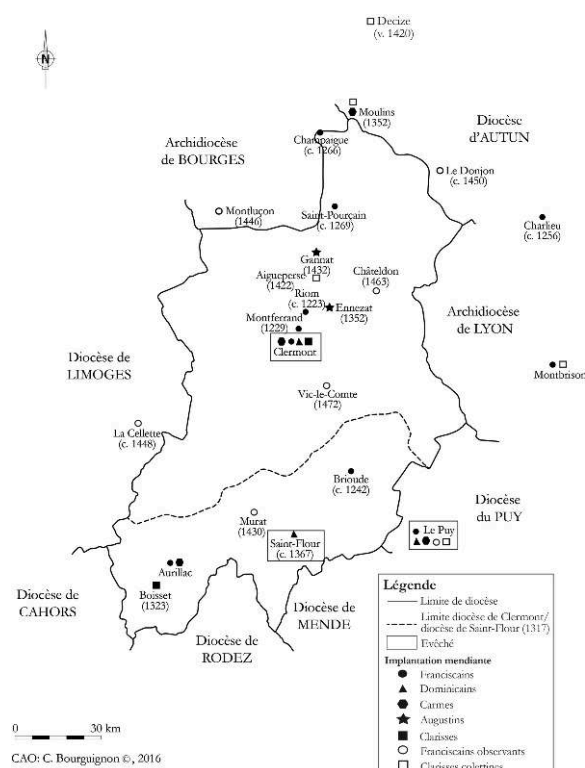 Decize
(v. 1420)
N
Moulins
(1352)
Diocèse
d'AUTUN
Champaigue
(c. 1266)
Archidiocèse
de BOURGES
Le Donjon
(c. 1450)
Montluçon
(1446)
Saint-Pourçain
(c. 1269)
Charlieu
(c. 1256)
Gannat
(1432)
Aigueperse
(1422)
Châteldon
(1463)
Riom
(c. 1223)
Ennezat
(1352)
Montferrand
(1229)
Archidiocèse
de LYON
Clermont
Diocèse de
LIMOGES
Montbrison
Vic-le-Comte
(1472)
La Cellette
(c. 1448)
Brioude
(c. 1242)
Diocèse
du PUY
Murat
(1430)
Le Puy
Saint-Flour
(c. 1367)
Aurillac
Boisset
(1323)
Diocèse de
CAHORS
Diocèse de
MENDE
Diocèse de
RODEZ
Légende
Limite de diocèse
Limite diocèse de Clermont/
diocèse de Saint-Flour (1317)
Evêché
Implantation mendiante
Franciscains
Dominicains
Carmes
Augustins
Clarisses
Franciscains observants
Clarisses colettines
0 30 km
CAO: C. Bourguignon ©, 2016